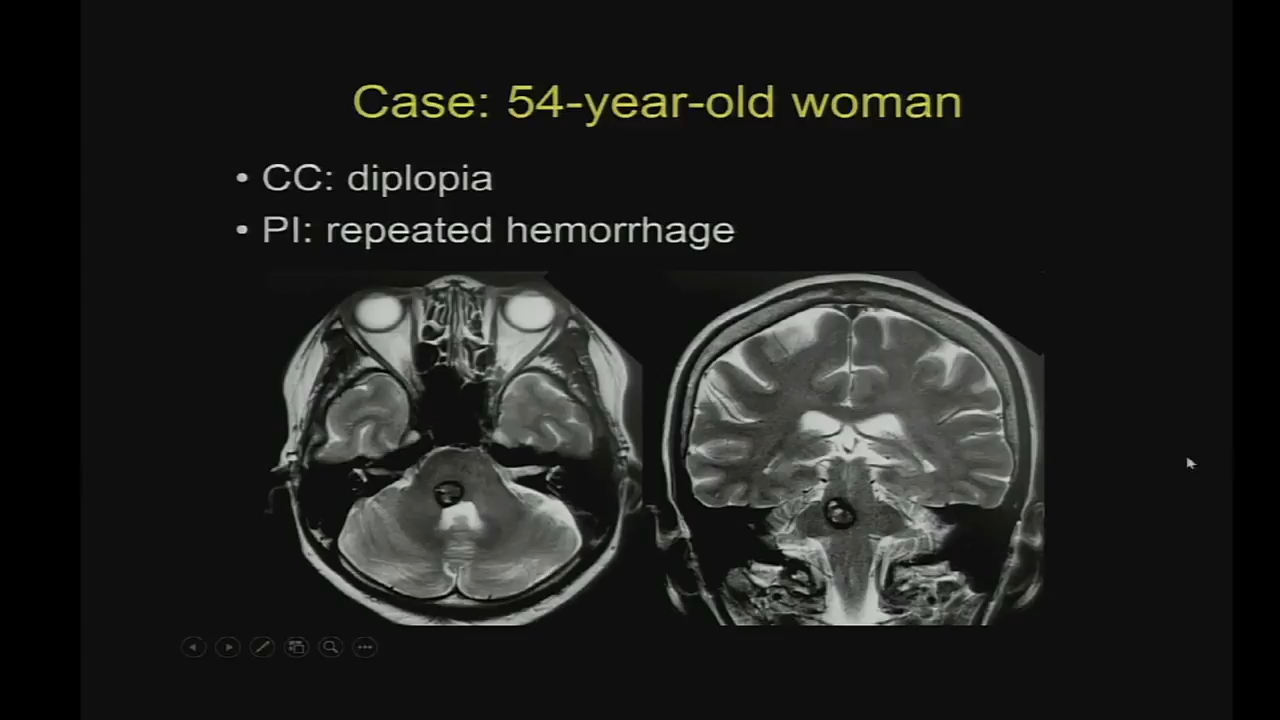 Case: 54-year-old woman
• CC: diplopia
• PI: repeated hemorrhage